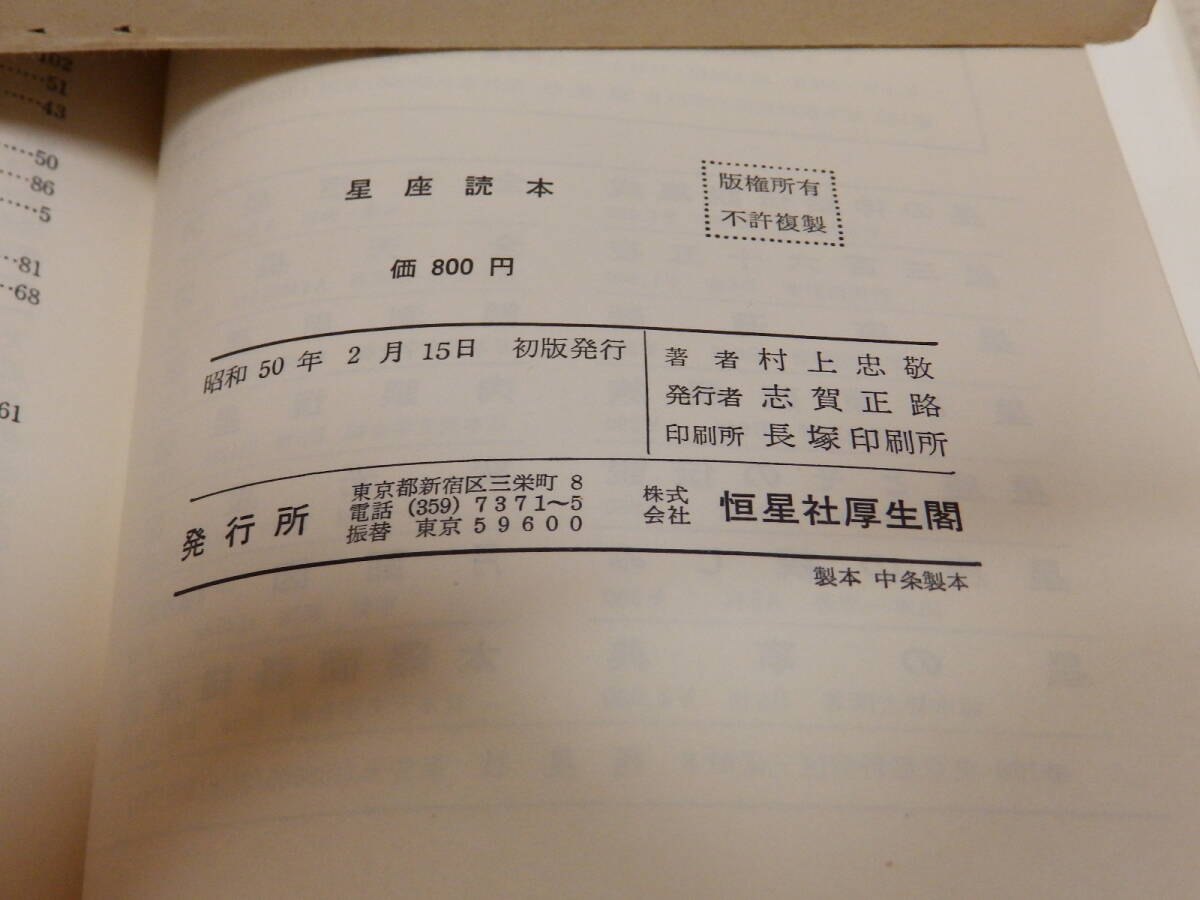 102
51
43
50
86
5
81
68
61
星座読本
版権所有
不許複製
価 800 円
昭和 50 年 2 月 15日 初版発行
著者 村上忠敬
発行者 志賀正路
印刷所 長塚印刷所
発行所
東京都新宿区三栄町 8
電話 (359) 7371〜5
振替 東京 59600
株式
会社
恒星社厚生閣
製本 中条製本